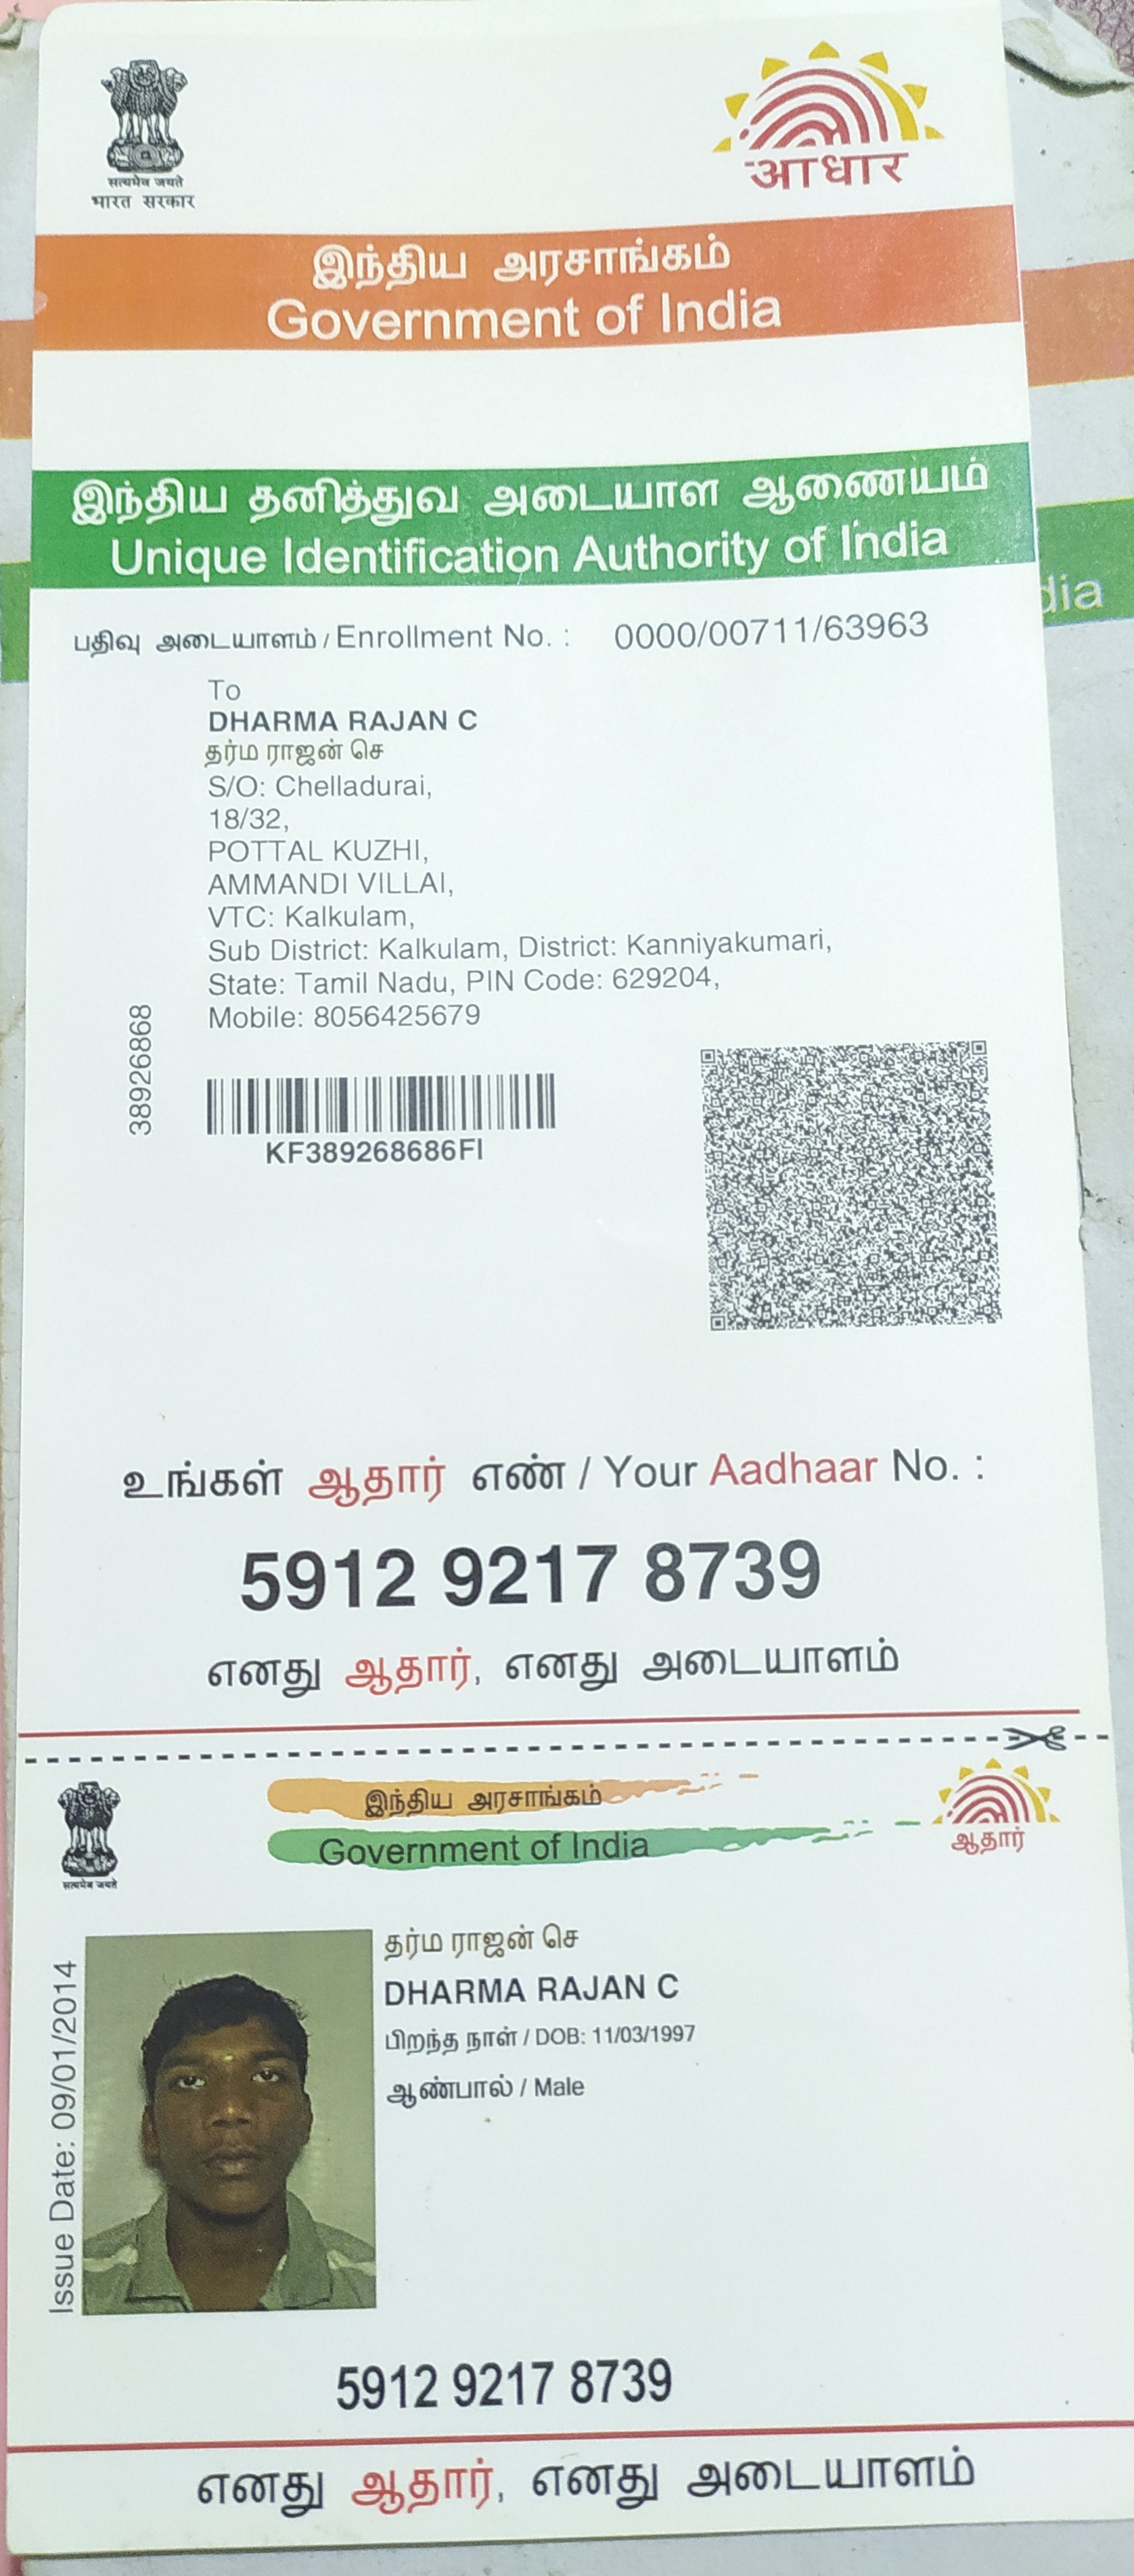 सत्यमेव जयते
भारत सरकार
आधार
இந்திய அரசாங்கம்
Government of India
இந்திய தனித்துவ அடையாள ஆணையம்
Unique Identification Authority of India
dia
பதிவு அடையாளம் / Enrollment No. : 0000/00711/63963
To
DHARMA RAJAN C
தர்ம ராஜன் செ
S/O: Chelladurai,
18/32,
POTTAL KUZHI,
AMMANDI VILLAI,
VTC: Kalkulam,
Sub District: Kalkulam, District: Kanniyakumari,
State: Tamil Nadu, PIN Code: 629204,
Mobile: 8056425679
38926868
KF389268686FI
உங்கள் ஆதார் எண் / Your Aadhaar No. :
5912 9217 8739
எனது ஆதார், எனது அடையாளம்
सत्यमेव जयते
இந்திய அரசாங்கம்
Government of India
ஆதார்
Issue Date: 09/01/2014
தர்ம ராஜன் செ
DHARMA RAJAN C
பிறந்த நாள் / DOB: 11/03/1997
ஆண்பால் / Male
5912 9217 8739
எனது ஆதார், எனது அடையாளம்